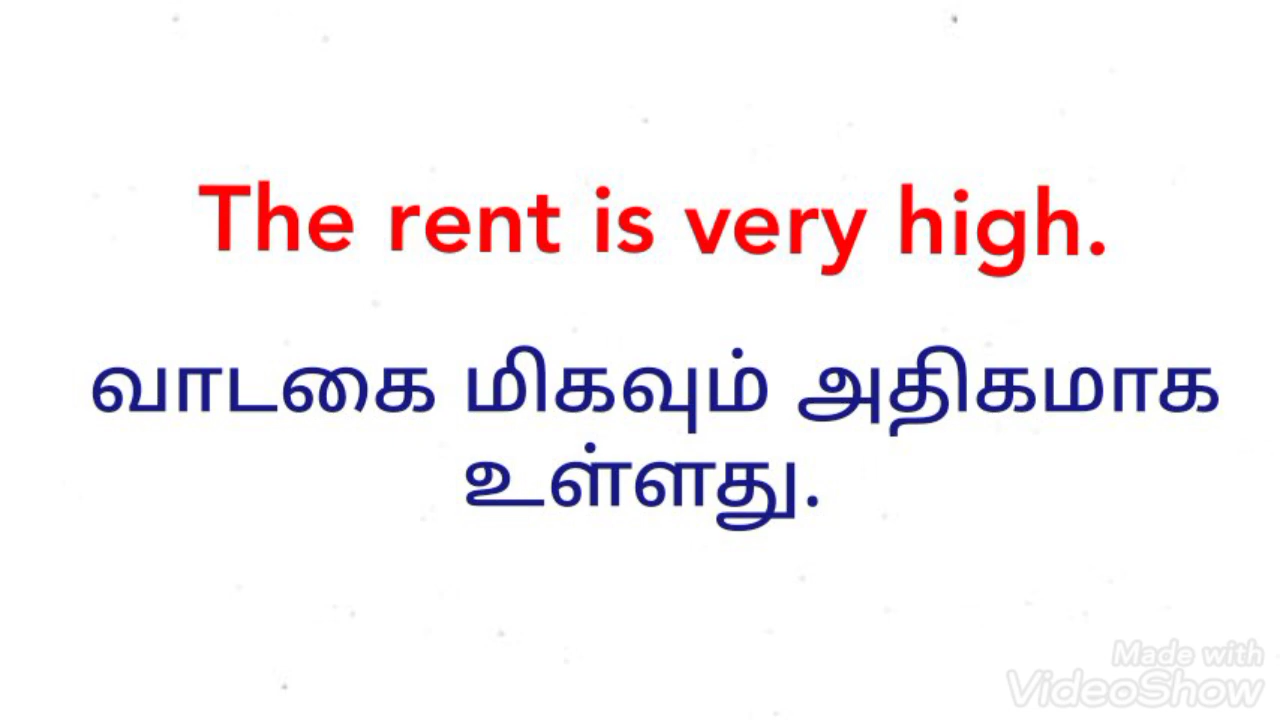 The rent is very high.
வாடகை மிகவும் அதிகமாக
உள்ளது.
Made with
VideoShow